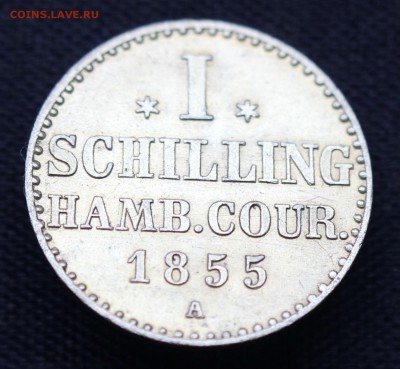 COINS.LAVE.RU
* I *
SCHILLING
HAMB.COUR.
1855
A